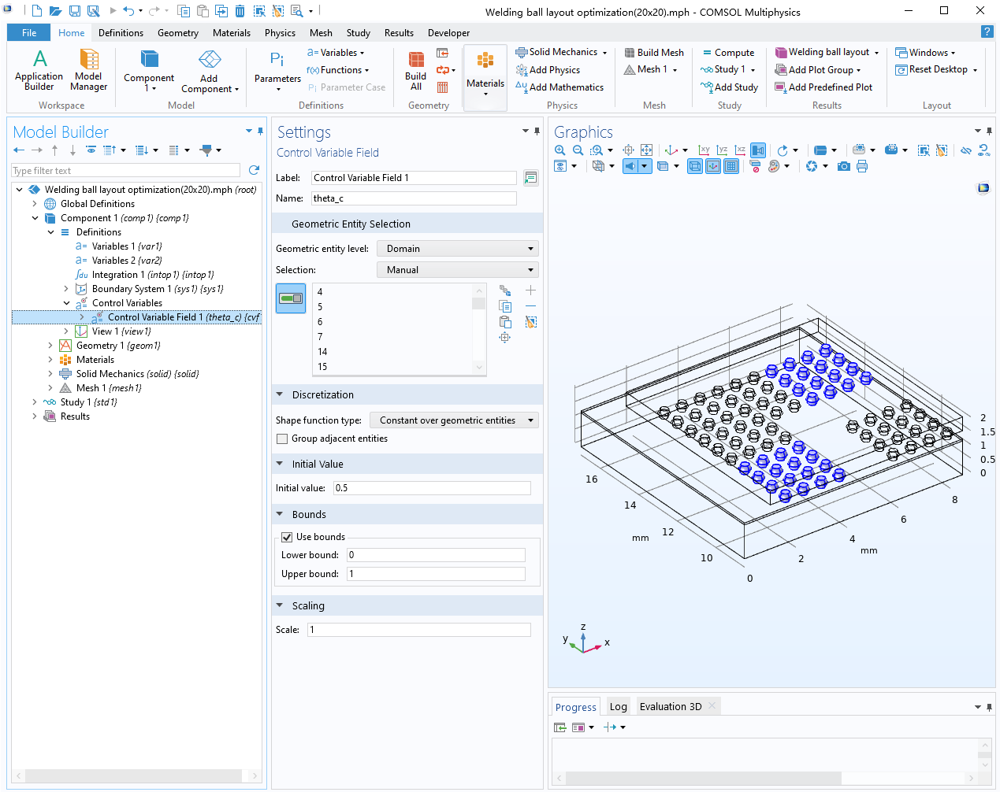 Welding ball layout optimization(20x20).mph - COMSOL Multiphysics
File Home Definitions Geometry Materials Physics Mesh Study Results Developer ?
Application Builder
Model Manager
Workspace
Component 1
Add Component
Model
Pi
Parameters
a= Variables
f(x) Functions
Pi Parameter Case
Definitions
Build All
Geometry
Materials
Solid Mechanics
Add Physics
Δu Add Mathematics
Physics
Build Mesh
Mesh 1
Mesh
= Compute
Study 1
Add Study
Study
Welding ball layout
Add Plot Group
Add Predefined Plot
Results
Windows
Reset Desktop
Layout
Model Builder
Type filter text
Welding ball layout optimization(20x20).mph (root)
Global Definitions
Component 1 (comp1) {comp1}
Definitions
a= Variables 1 {var1}
a= Variables 2 {var2}
∫du Integration 1 (intop1) {intop1}
Boundary System 1 (sys1) {sys1}
Control Variables
Control Variable Field 1 (theta_c) {cvf
View 1 {view1}
Geometry 1 {geom1}
Materials
Solid Mechanics (solid) {solid}
Mesh 1 {mesh1}
Study 1 {std1}
Results
Settings
Control Variable Field
Label: Control Variable Field 1
Name: theta_c
Geometric Entity Selection
Geometric entity level: Domain
Selection: Manual
4
5
6
7
14
15
Discretization
Shape function type: Constant over geometric entities
Group adjacent entities
Initial Value
Initial value: 0.5
Bounds
Use bounds
Lower bound: 0
Upper bound: 1
Scaling
Scale: 1
Graphics
xy yz xz
2
1.5
1
0.5
0
16
14
12
10
mm
8
6
4
2
0
mm
z
y
x
Progress Log Evaluation 3D